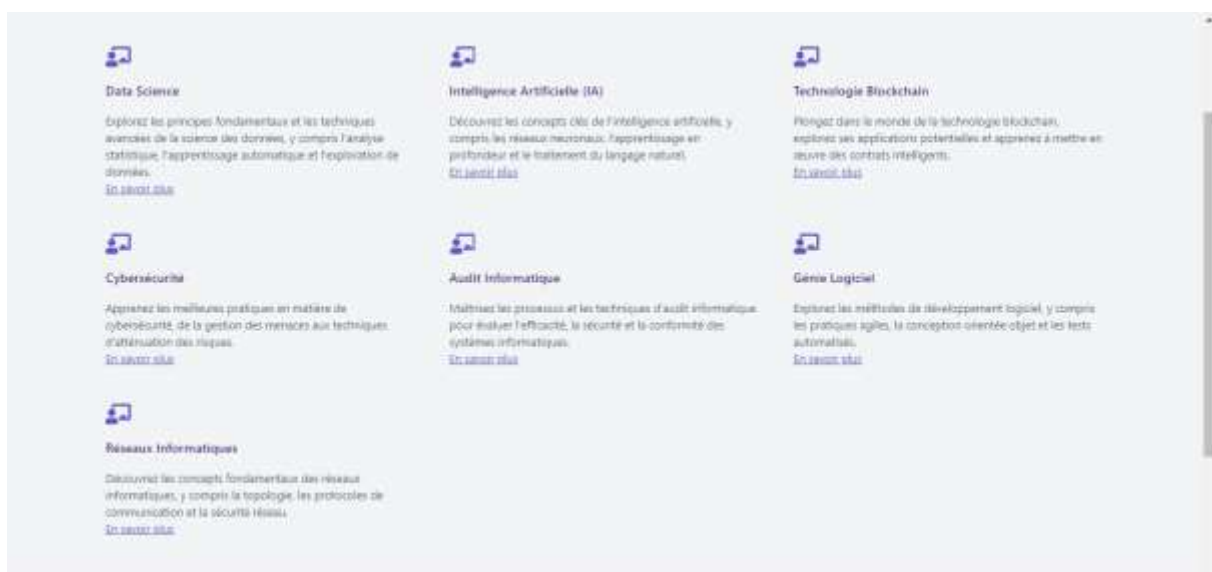 Data Science
Explorez les principes fondamentaux et les techniques
avancées de la science des données, y compris l'analyse
statistique, l'apprentissage automatique et l'exploration de
données.
En savoir plus
Intelligence Artificielle (IA)
Découvrez les concepts clés de l'intelligence artificielle, y
compris les réseaux neuronaux, l'apprentissage en
profondeur et le traitement du langage naturel.
En savoir plus
Technologie Blockchain
Plongez dans le monde de la technologie blockchain,
explorez ses applications potentielles et apprenez à mettre en
œuvre des contrats intelligents.
En savoir plus
Cybersécurité
Apprenez les meilleures pratiques en matière de
cybersécurité, de la gestion des menaces aux techniques
d'atténuation des risques.
En savoir plus
Audit Informatique
Maîtrisez les processus et les techniques d'audit informatique
pour évaluer l'efficacité, la sécurité et la conformité des
systèmes informatiques.
En savoir plus
Génie Logiciel
Explorez les méthodes de développement logiciel, y compris
les pratiques agiles, la conception orientée objet et les tests
automatisés.
En savoir plus
Réseaux Informatiques
Découvrez les concepts fondamentaux des réseaux
informatiques, y compris la topologie, les protocoles de
communication et la sécurité réseau.
En savoir plus